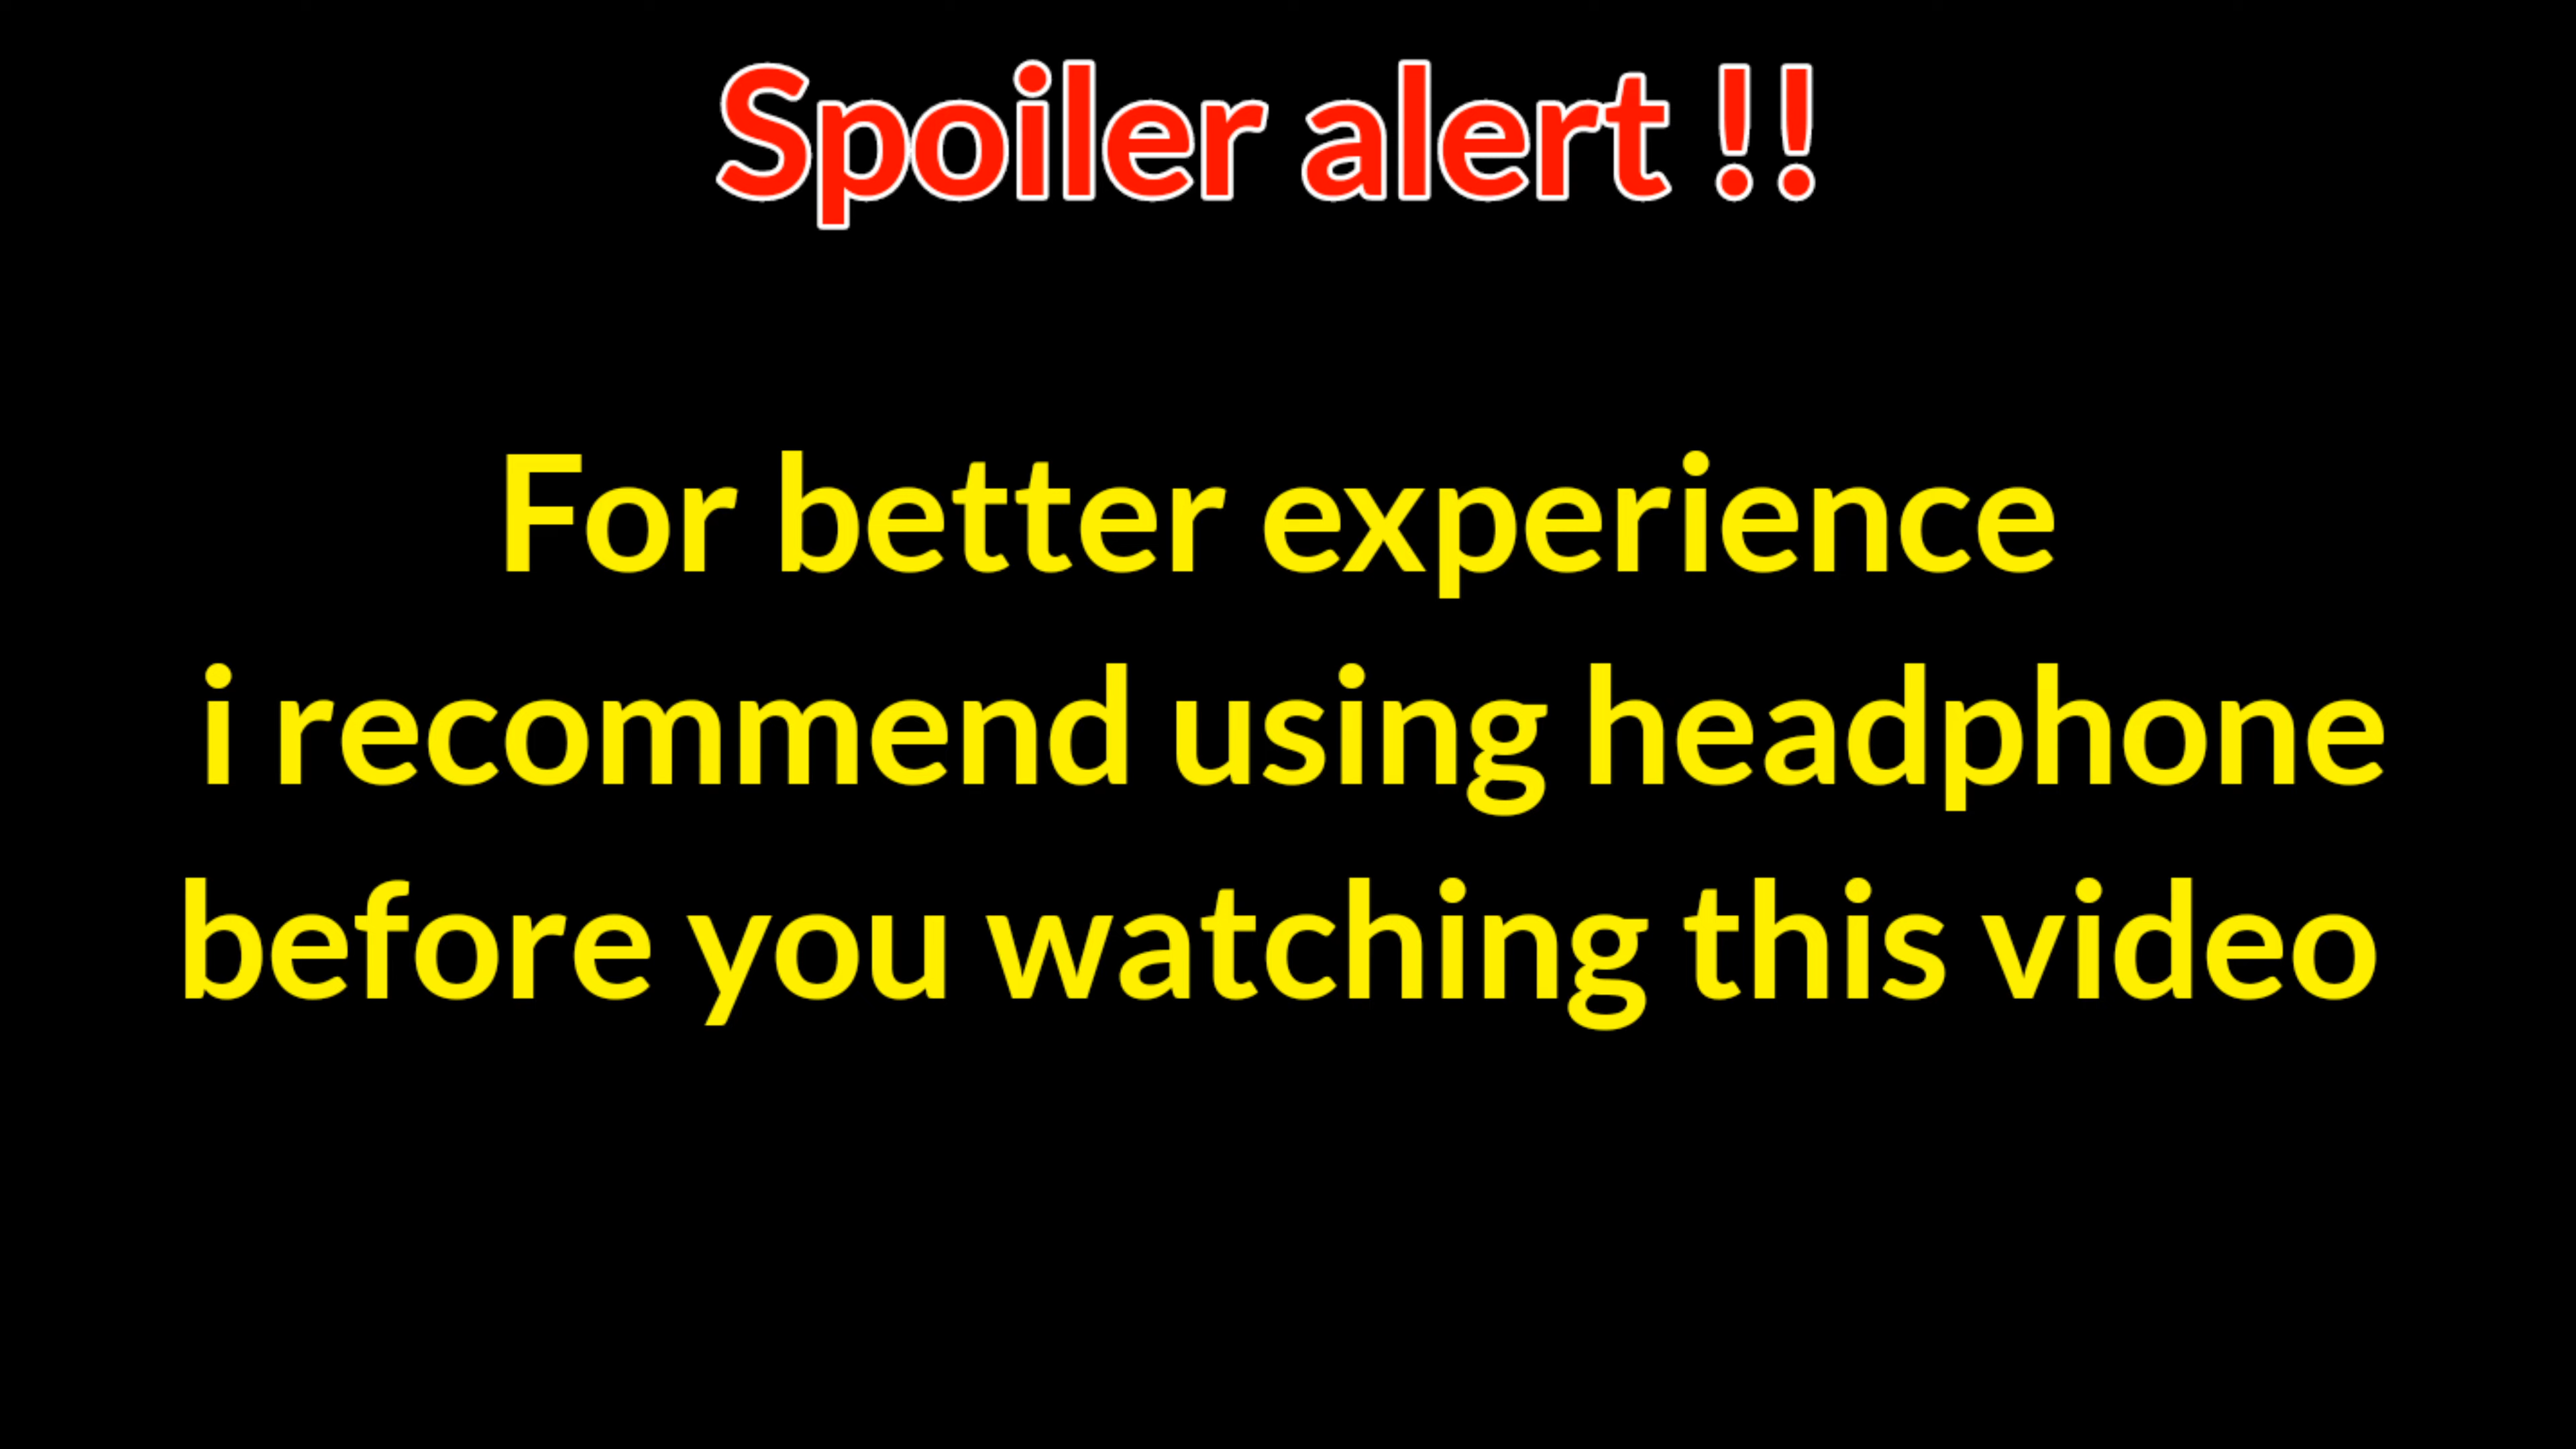 Spoiler alert !!
For better experience
i recommend using headphone
before you watching this video